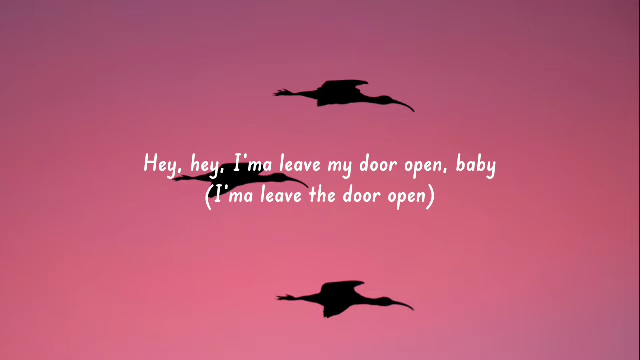 Hey, hey, I'ma leave my door open, baby
(I'ma leave the door open)